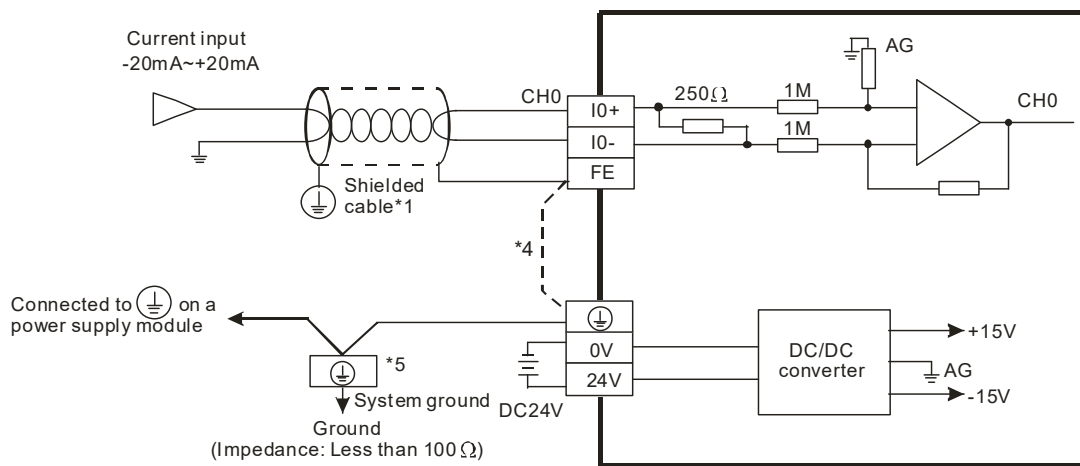 Current input
-20mA~+20mA
CH0
I0+
I0-
FE
250Ω
1M
1M
AG
CH0
Shielded
cable*1
*4
Connected to ⏚ on a
power supply module
*5
System ground
Ground
(Impedance: Less than 100Ω)
0V
24V
DC24V
DC/DC
converter
+15V
AG
-15V